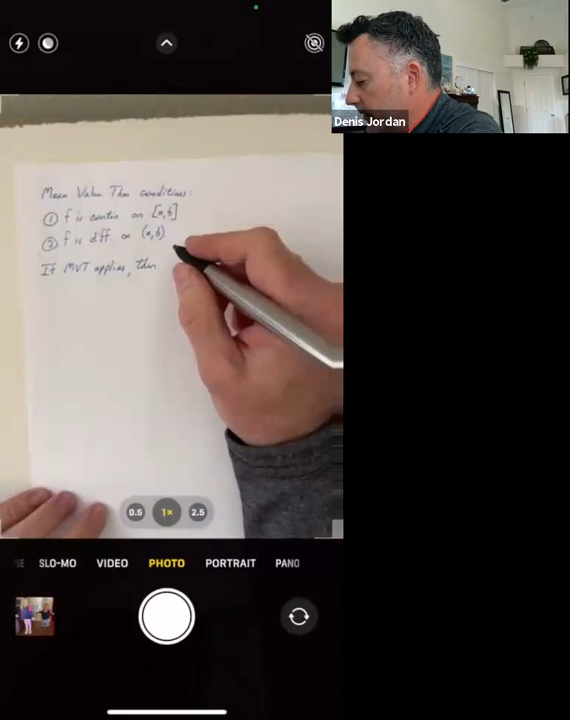 Denis Jordan
Mean Value Thm conditions:
① f is contin. on [a,b]
② f is diff. on (a,b)
If MVT applies, then
0.5 1× 2.5
SLO-MO VIDEO PHOTO PORTRAIT PANO